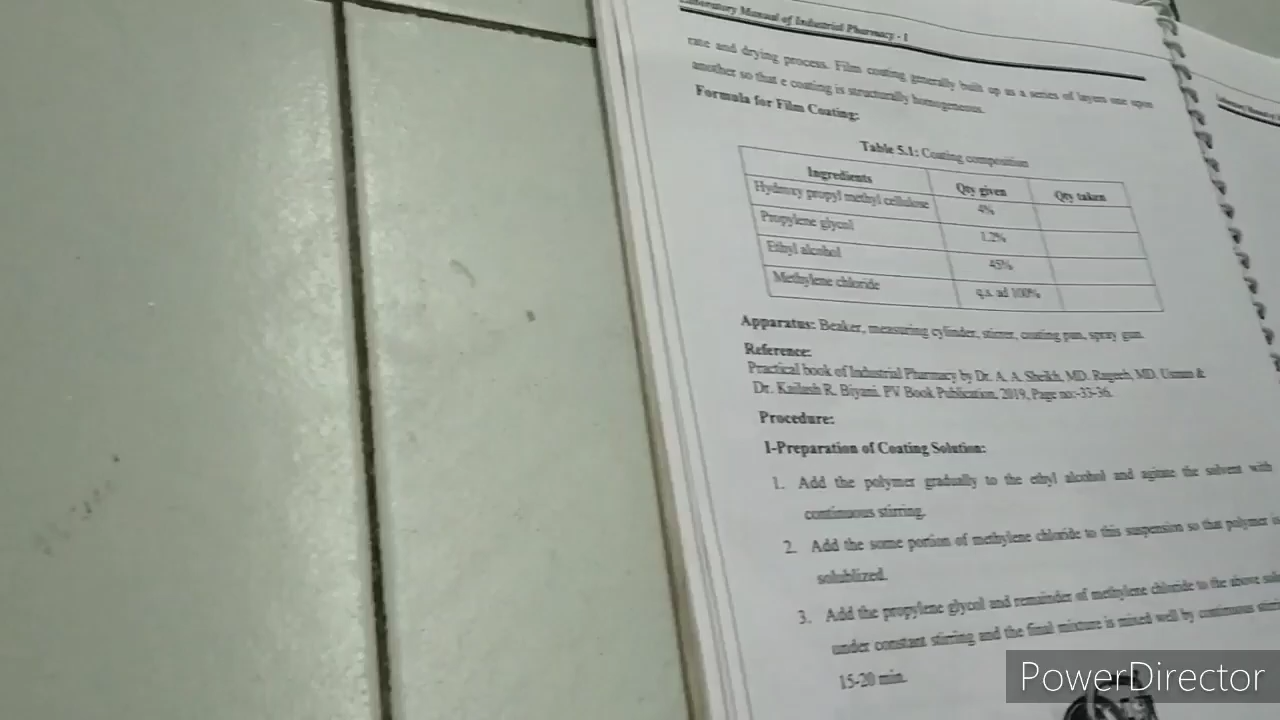 Laboratory Manual of Industrial Pharmacy - I
rate and drying process. Film coating generally built up as a series of layers one upon
another so that e coating is structurally homogeneous.
Formula for Film Coating:
Table 5.1: Coating composition
Ingredients Qty given Qty taken
Hydroxy propyl methyl cellulose 4%
Propylene glycol 1.2%
Ethyl alcohol 45%
Methylene chloride q.s. ad 100%
Apparatus: Beaker, measuring cylinder, stirrer, coating pan, spray gun.
Reference:
Practical book of Industrial Pharmacy by Dr. A. A. Sheikh, MD. Rageeb, MD. Usman &
Dr. Kailash R. Biyani. PV Book Publication, 2019, Page no:-35-36.
Procedure:
I-Preparation of Coating Solution:
1. Add the polymer gradually to the ethyl alcohol and agitate the solvent with
continuous stirring.
2. Add the some portion of methylene chloride to this suspension so that polymer is
solublized.
3. Add the propylene glycol and remainder of methylene chloride to the above
under constant stirring and the final mixture is mixed well by continuous
15-20 min.
PowerDirector